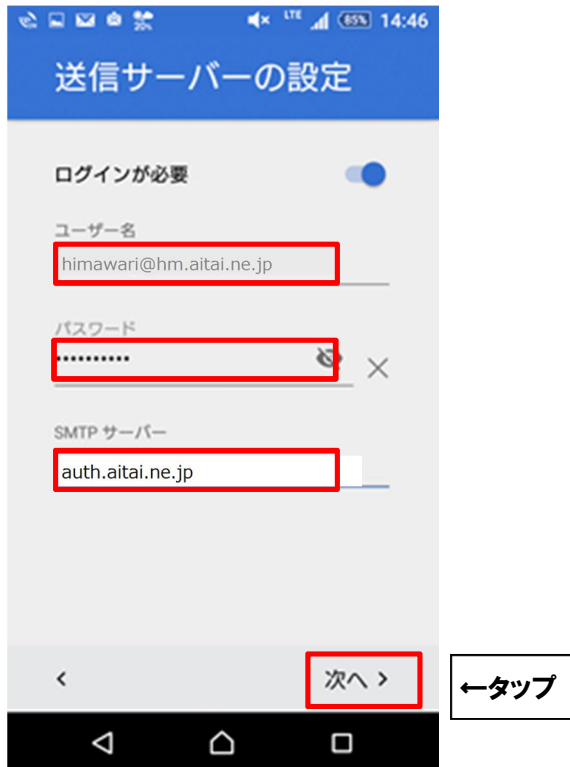 20% LTE 85% 14:46
送信サーバーの設定
ログインが必要
ユーザー名
himawari@hm.aitai.ne.jp
パスワード
••••••••••
SMTP サーバー
auth.aitai.ne.jp
次へ
←タップ